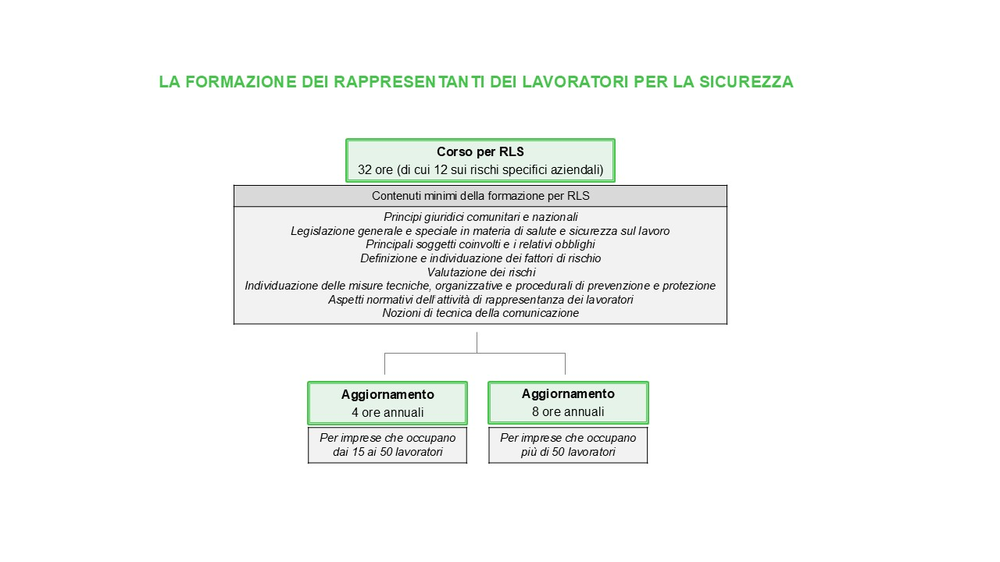 LA FORMAZIONE DEI RAPPRESENTANTI DEI LAVORATORI PER LA SICUREZZA
Corso per RLS
32 ore (di cui 12 sui rischi specifici aziendali)
Contenuti minimi della formazione per RLS
Principi giuridici comunitari e nazionali
Legislazione generale e speciale in materia di salute e sicurezza sul lavoro
Principali soggetti coinvolti e i relativi obblighi
Definizione e individuazione dei fattori di rischio
Valutazione dei rischi
Individuazione delle misure tecniche, organizzative e procedurali di prevenzione e protezione
Aspetti normativi dell'attività di rappresentanza dei lavoratori
Nozioni di tecnica della comunicazione
Aggiornamento
4 ore annuali
Per imprese che occupano
dai 15 ai 50 lavoratori
Aggiornamento
8 ore annuali
Per imprese che occupano
più di 50 lavoratori